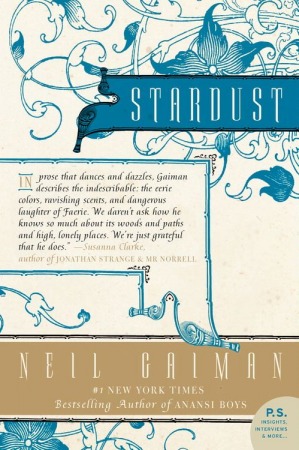 STARDUST
IN prose that dances and dazzles, Gaiman
describes the indescribable: the eerie
colors, ravishing scents, and dangerous
laughter of Faerie. We daren't ask how he
knows so much about its woods and paths
and high, lonely places. We're just grateful
that he does." —Susanna Clarke,
author of JONATHAN STRANGE & MR NORRELL
NEIL GAIMAN
#1 NEW YORK TIMES
Bestselling Author of ANANSI BOYS
P.S.
INSIGHTS,
INTERVIEWS
& MORE...